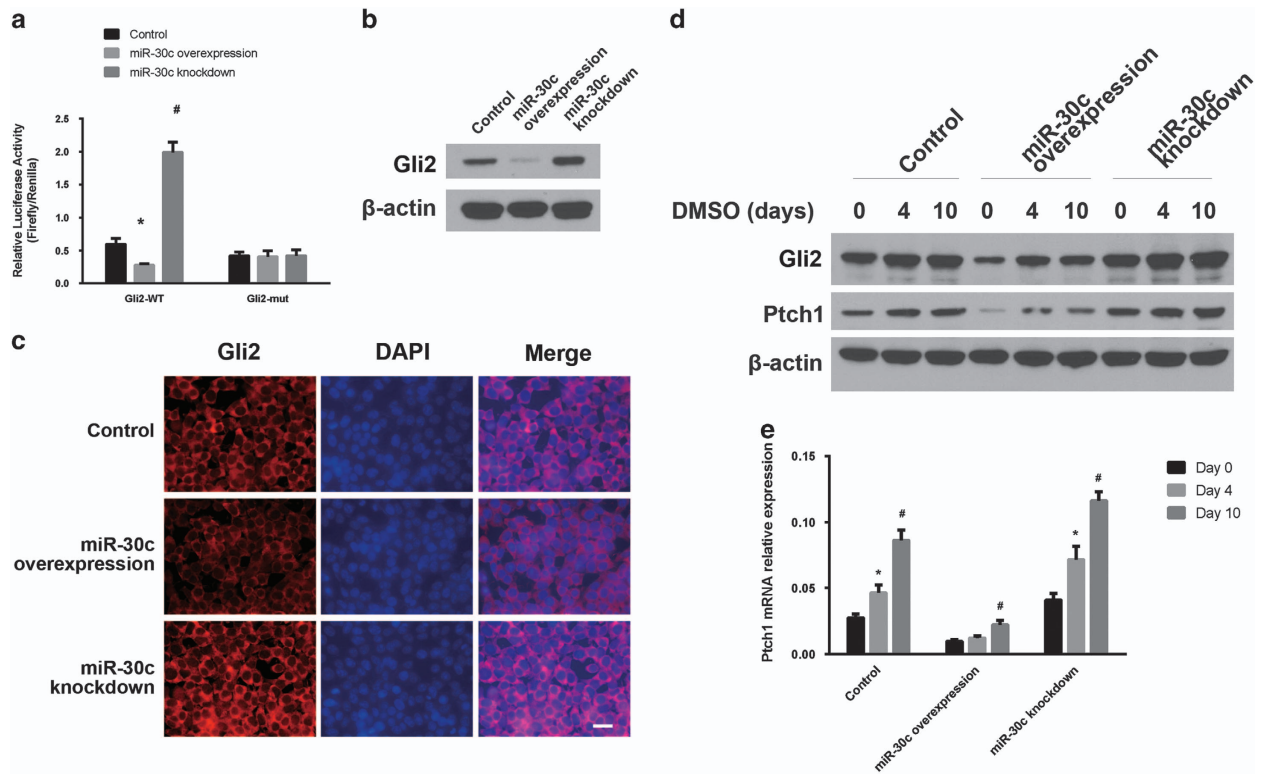 a
Control
miR-30c overexpression
miR-30c knockdown
Relative Luciferase Activity
(Firefly/Renilla)
2.5
2.0
1.5
1.0
0.5
0.0
*
#
Gli2-WT
Gli2-mut
b
Control
miR-30c
overexpression
miR-30c
knockdown
Gli2
β-actin
c
Gli2
DAPI
Merge
Control
miR-30c
overexpression
miR-30c
knockdown
d
Control
miR-30c
overexpression
miR-30c
knockdown
DMSO (days)
0 4 10 0 4 10 0 4 10
Gli2
Ptch1
β-actin
e
Ptch1 mRNA relative expression
0.15
0.10
0.05
0.00
*
#
#
*
#
Control
miR-30c overexpression
miR-30c knockdown
Day 0
Day 4
Day 10